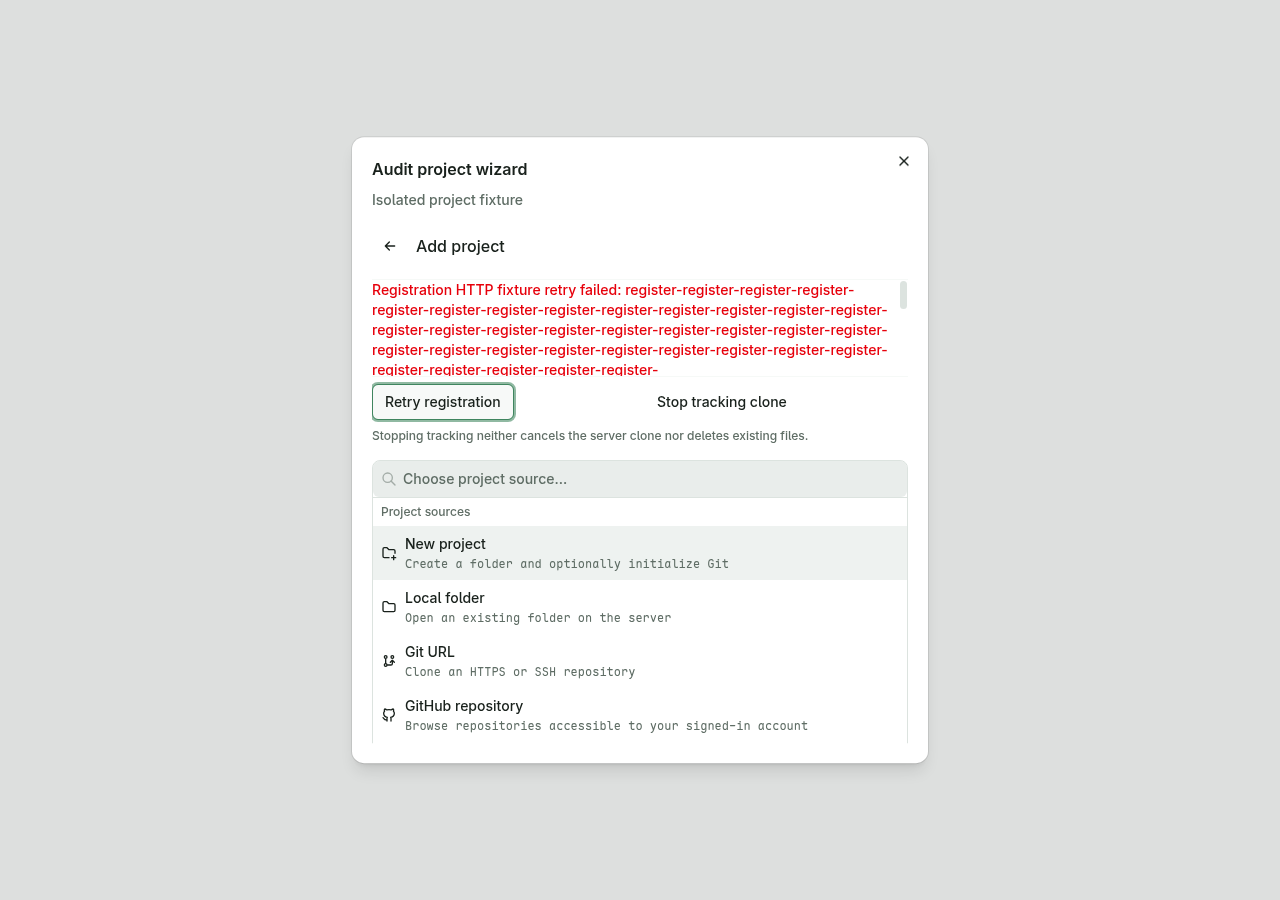 Audit project wizard
Isolated project fixture
Add project
Registration HTTP fixture retry failed: register-register-register-register-
register-register-register-register-register-register-register-register-register-
register-register-register-register-register-register-register-register-register-
register-register-register-register-register-register-register-register-register-
register-register-register-register-register-
Retry registration
Stop tracking clone
Stopping tracking neither cancels the server clone nor deletes existing files.
Choose project source...
Project sources
New project
Create a folder and optionally initialize Git
Local folder
Open an existing folder on the server
Git URL
Clone an HTTPS or SSH repository
GitHub repository
Browse repositories accessible to your signed-in account